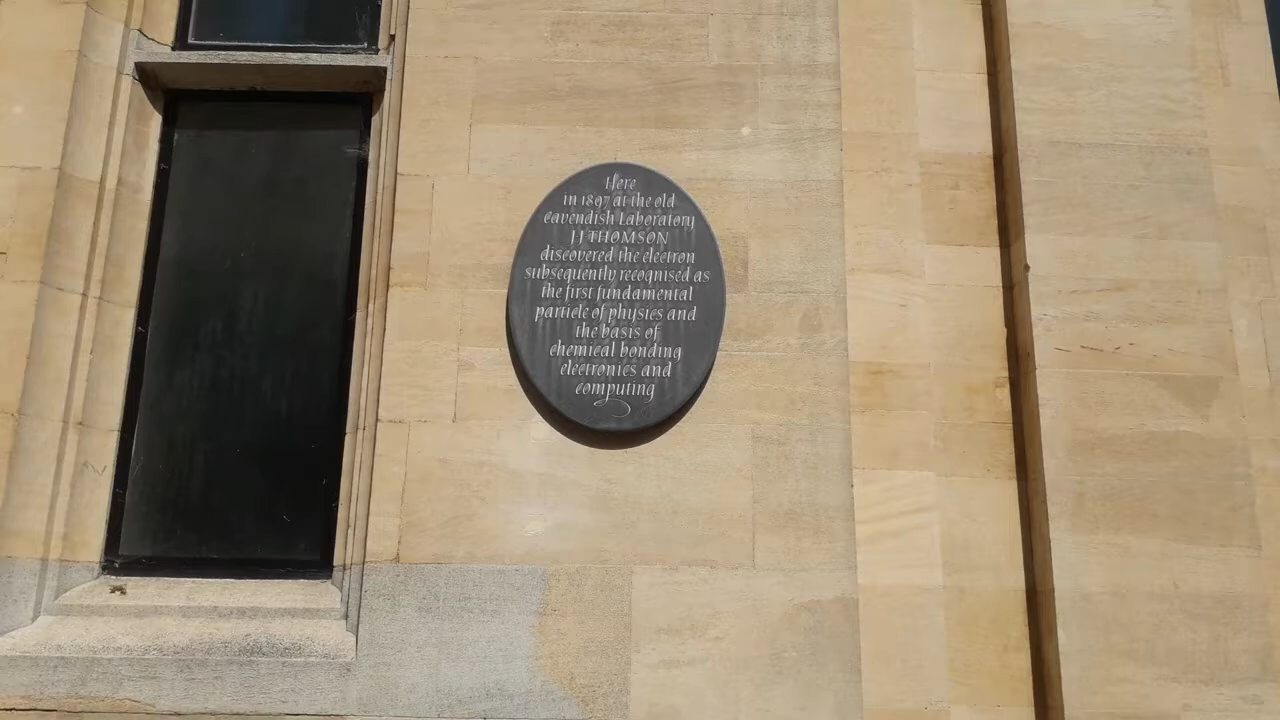 Here
in 1897 at the old
Cavendish Laboratory
J J THOMSON
discovered the electron
subsequently recognised as
the first fundamental
particle of physics and
the basis of
chemical bonding
electronics and
computing